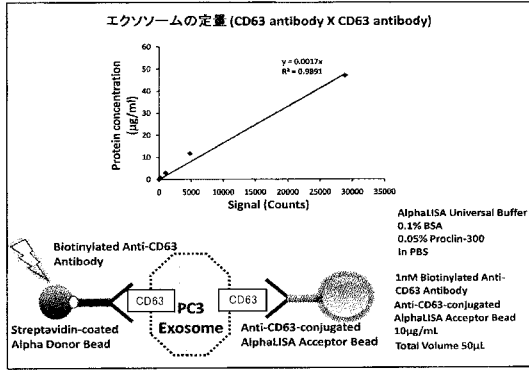 エクソソームの定量 (CD63 antibody X CD63 antibody)
60
50
40
30
20
10
0
Protein concentration
(μg/ml)
y = 0.0017x
R² = 0.9891
0 5000 10000 15000 20000 25000 30000 35000
Signal (Counts)
Biotinylated Anti-CD63
Antibody
CD63
PC3
Exosome
CD63
Streptavidin-coated
Alpha Donor Bead
Anti-CD63-conjugated
AlphaLISA Acceptor Bead
AlphaLISA Universal Buffer
0.1% BSA
0.05% Proclin-300
In PBS
1nM Biotinylated Anti-
CD63 Antibody
Anti-CD63-conjugated
AlphaLISA Acceptor Bead
10μg/mL
Total Volume 50μL